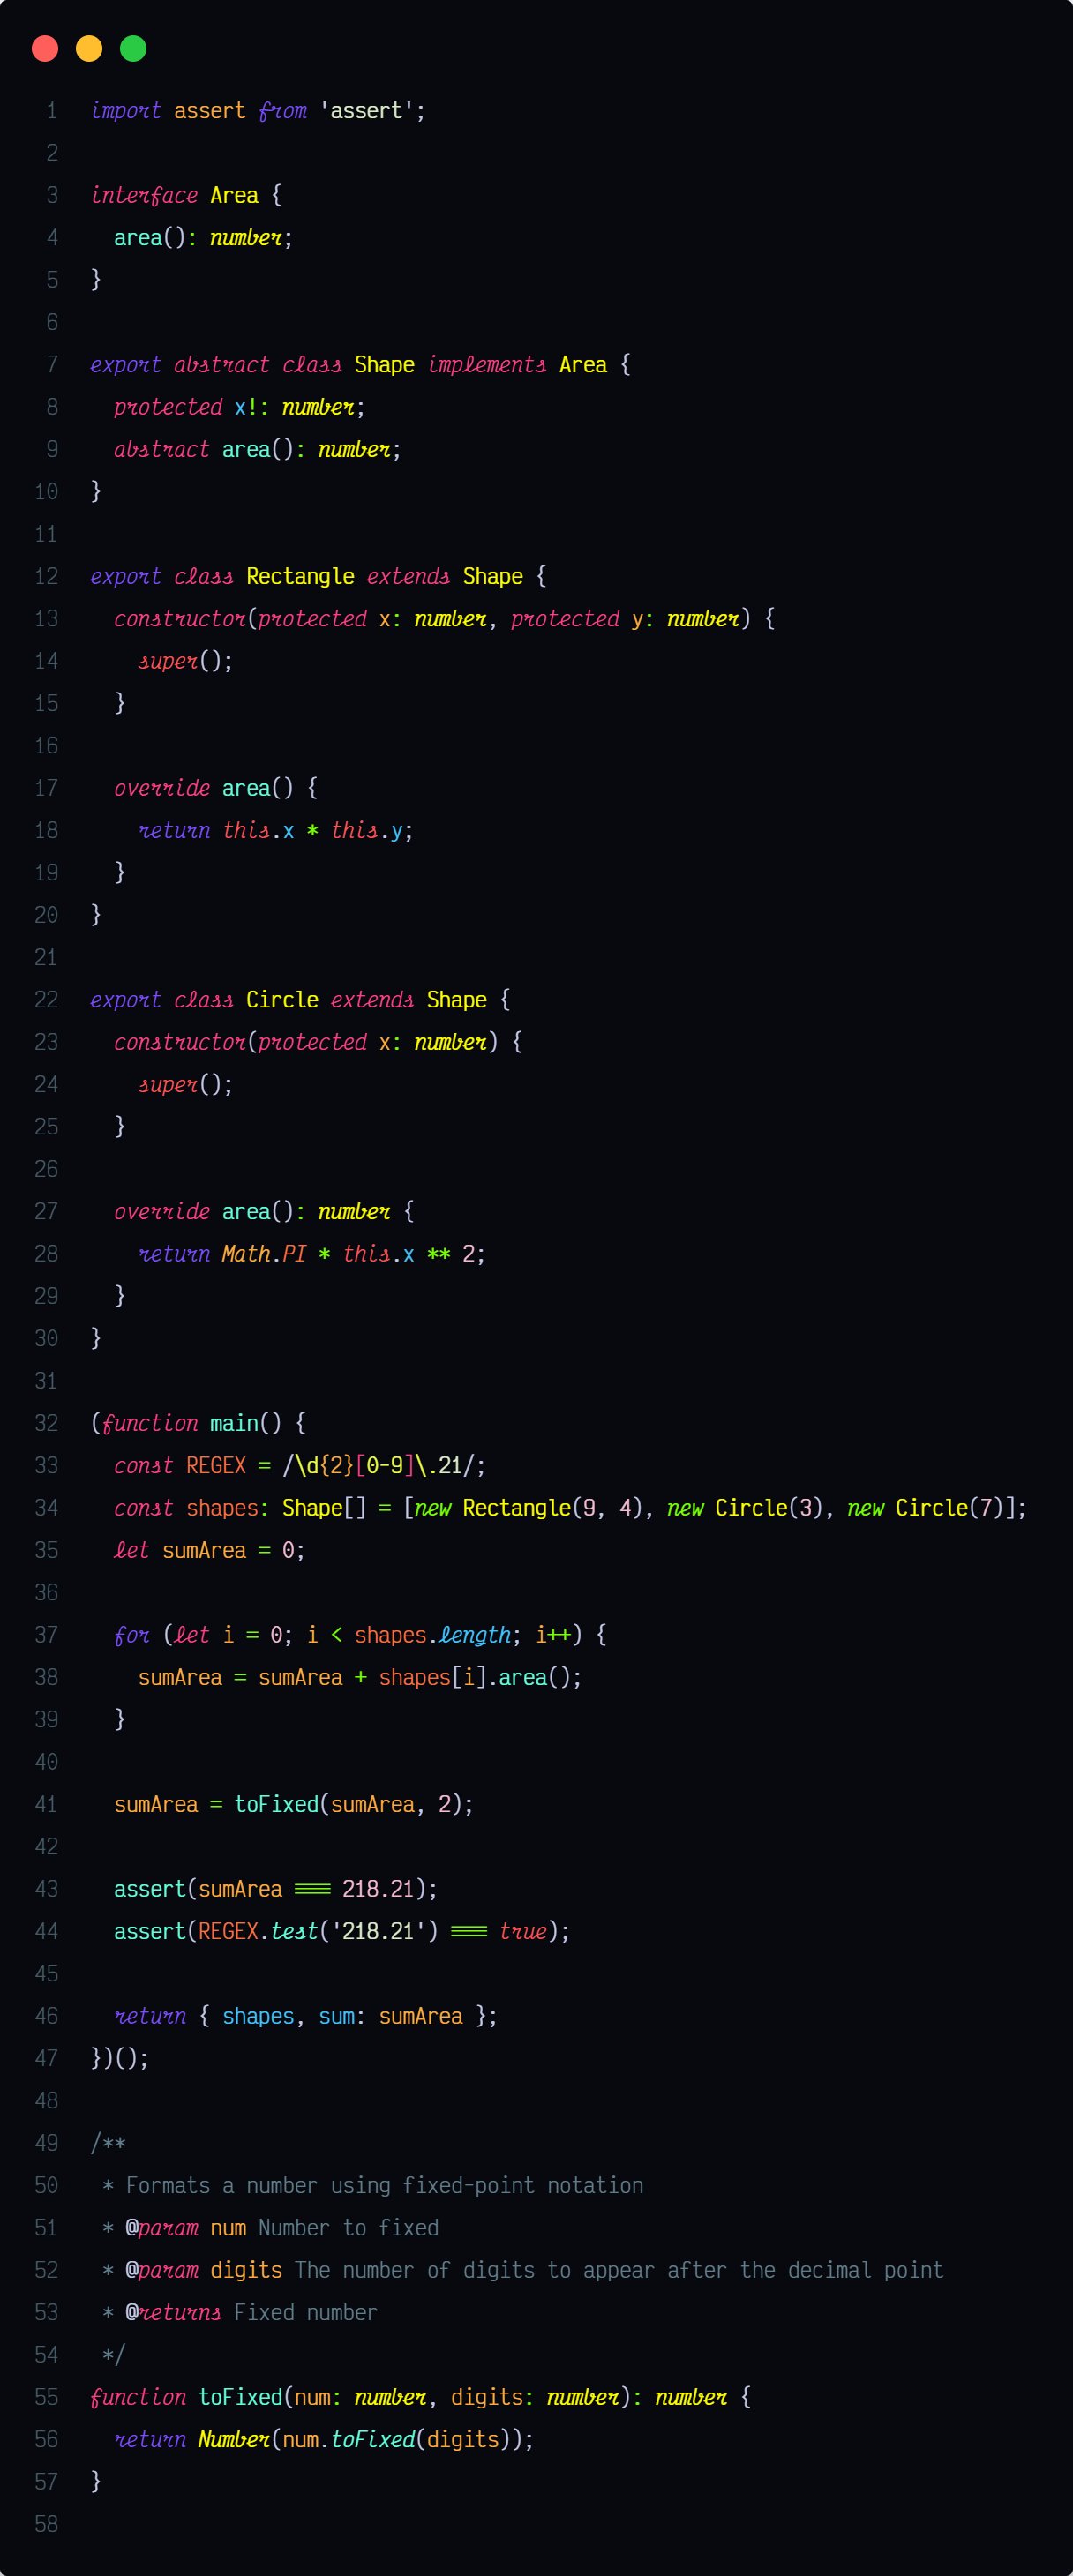 1 import assert from 'assert';
2
3 interface Area {
4   area(): number;
5 }
6
7 export abstract class Shape implements Area {
8   protected x!: number;
9   abstract area(): number;
10 }
11
12 export class Rectangle extends Shape {
13   constructor(protected x: number, protected y: number) {
14     super();
15   }
16
17   override area() {
18     return this.x * this.y;
19   }
20 }
21
22 export class Circle extends Shape {
23   constructor(protected x: number) {
24     super();
25   }
26
27   override area(): number {
28     return Math.PI * this.x ** 2;
29   }
30 }
31
32 (function main() {
33   const REGEX = /\d{2}[0-9]\.21/;
34   const shapes: Shape[] = [new Rectangle(9, 4), new Circle(3), new Circle(7)];
35   let sumArea = 0;
36
37   for (let i = 0; i < shapes.length; i++) {
38     sumArea = sumArea + shapes[i].area();
39   }
40
41   sumArea = toFixed(sumArea, 2);
42
43   assert(sumArea === 218.21);
44   assert(REGEX.test('218.21') === true);
45
46   return { shapes, sum: sumArea };
47 })();
48
49 /**
50  * Formats a number using fixed-point notation
51  * @param num Number to fixed
52  * @param digits The number of digits to appear after the decimal point
53  * @returns Fixed number
54  */
55 function toFixed(num: number, digits: number): number {
56   return Number(num.toFixed(digits));
57 }
58